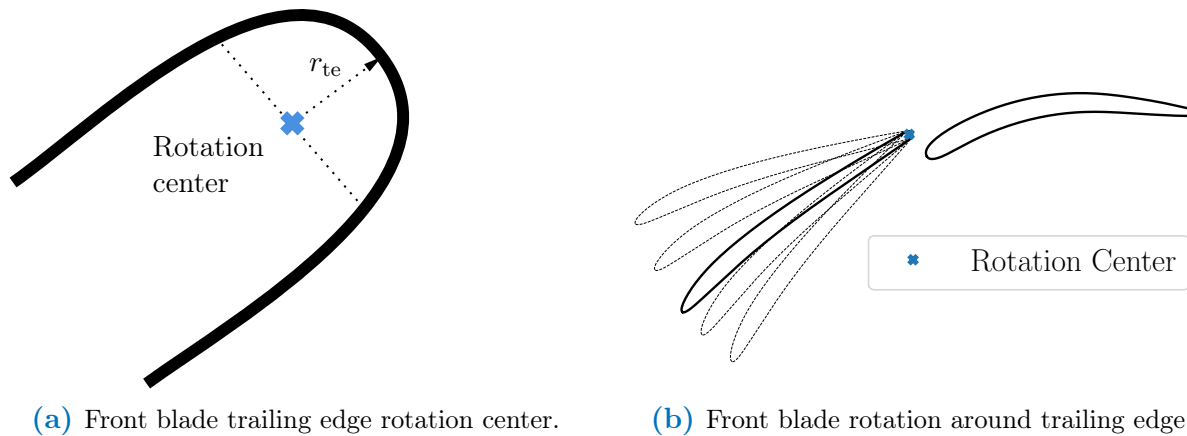 r_te
Rotation
center
Rotation Center
(a) Front blade trailing edge rotation center.
(b) Front blade rotation around trailing edge